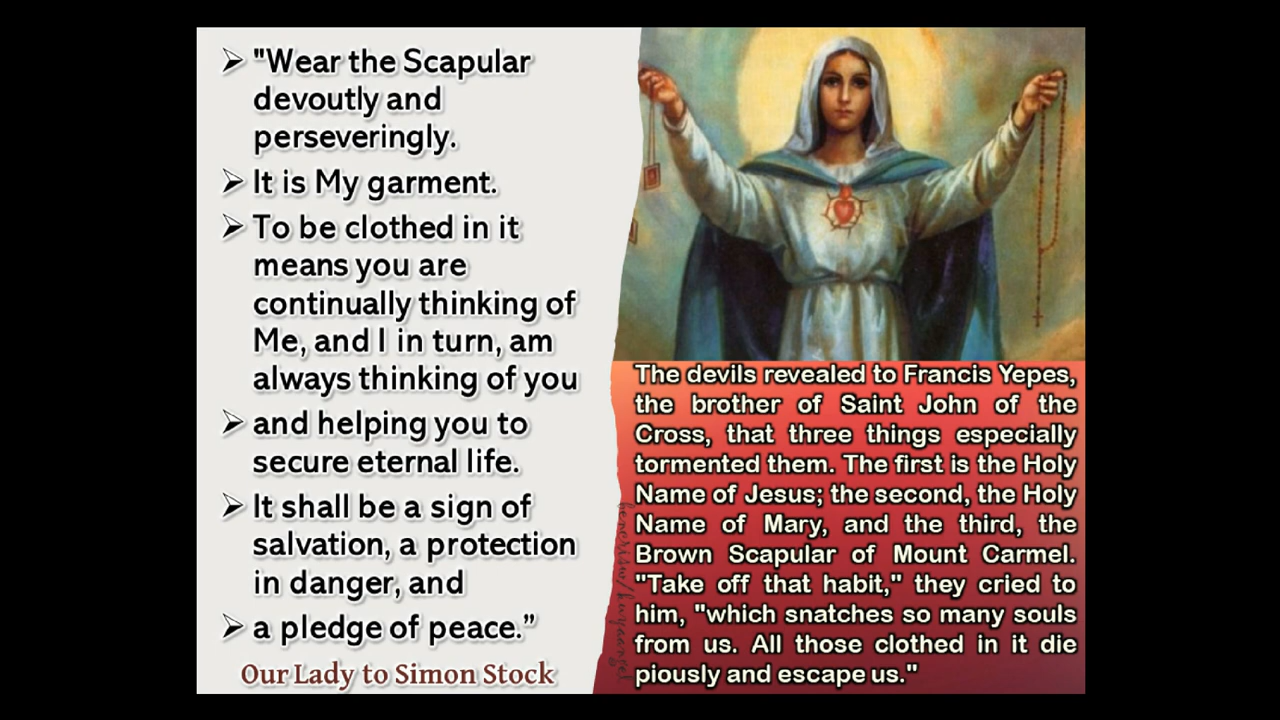 ➢ "Wear the Scapular
devoutly and
perseveringly.
➢ It is My garment.
➢ To be clothed in it
means you are
continually thinking of
Me, and I in turn, am
always thinking of you
➢ and helping you to
secure eternal life.
➢ It shall be a sign of
salvation, a protection
in danger, and
➢ a pledge of peace.”
Our Lady to Simon Stock
The devils revealed to Francis Yepes,
the brother of Saint John of the
Cross, that three things especially
tormented them. The first is the Holy
Name of Jesus; the second, the Holy
Name of Mary, and the third, the
Brown Scapular of Mount Carmel.
"Take off that habit," they cried to
him, "which snatches so many souls
from us. All those clothed in it die
piously and escape us."